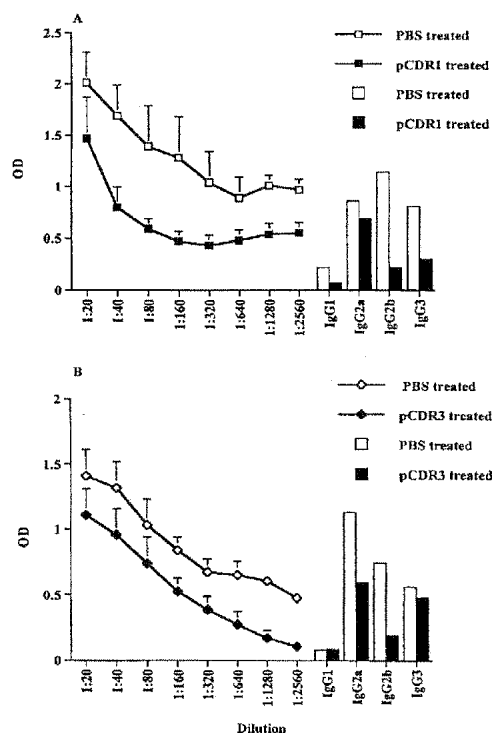 A
PBS treated
pCDR1 treated
PBS treated
pCDR1 treated
2.5
2
1.5
1
0.5
0
OD
1:20
1:40
1:80
1:160
1:320
1:640
1:1280
1:2560
IgG1
IgG2a
IgG2b
IgG3
B
PBS treated
pCDR3 treated
PBS treated
pCDR3 treated
2
1.5
1
0.5
0
OD
1:20
1:40
1:80
1:160
1:320
1:640
1:1280
1:2560
IgG1
IgG2a
IgG2b
IgG3
Dilution